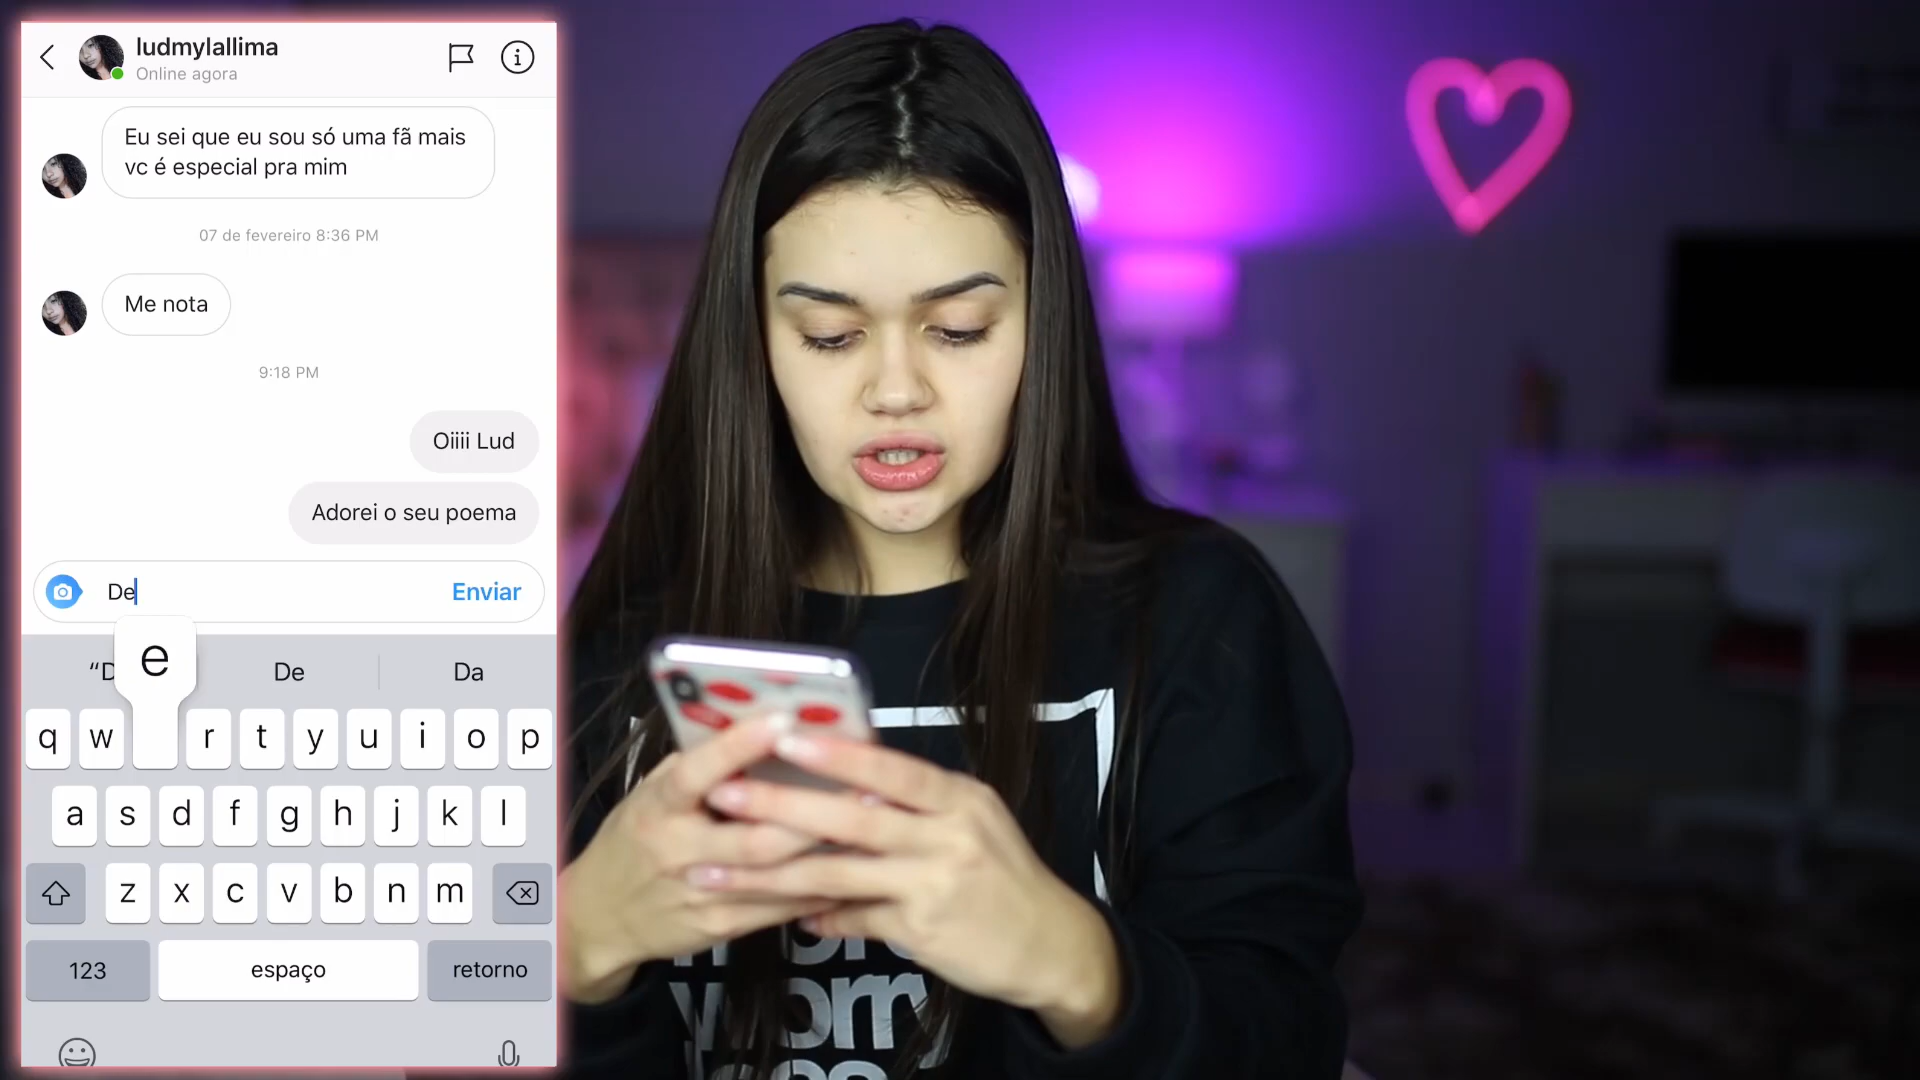 ludmylallima
Online agora
Eu sei que eu sou só uma fã mais
vc é especial pra mim
07 de fevereiro 8:36 PM
Me nota
9:18 PM
Oiiii Lud
Adorei o seu poema
De
Enviar
e
De
Da
q w r t y u i o p
a s d f g h j k l
z x c v b n m
123
espaço
retorno
worry